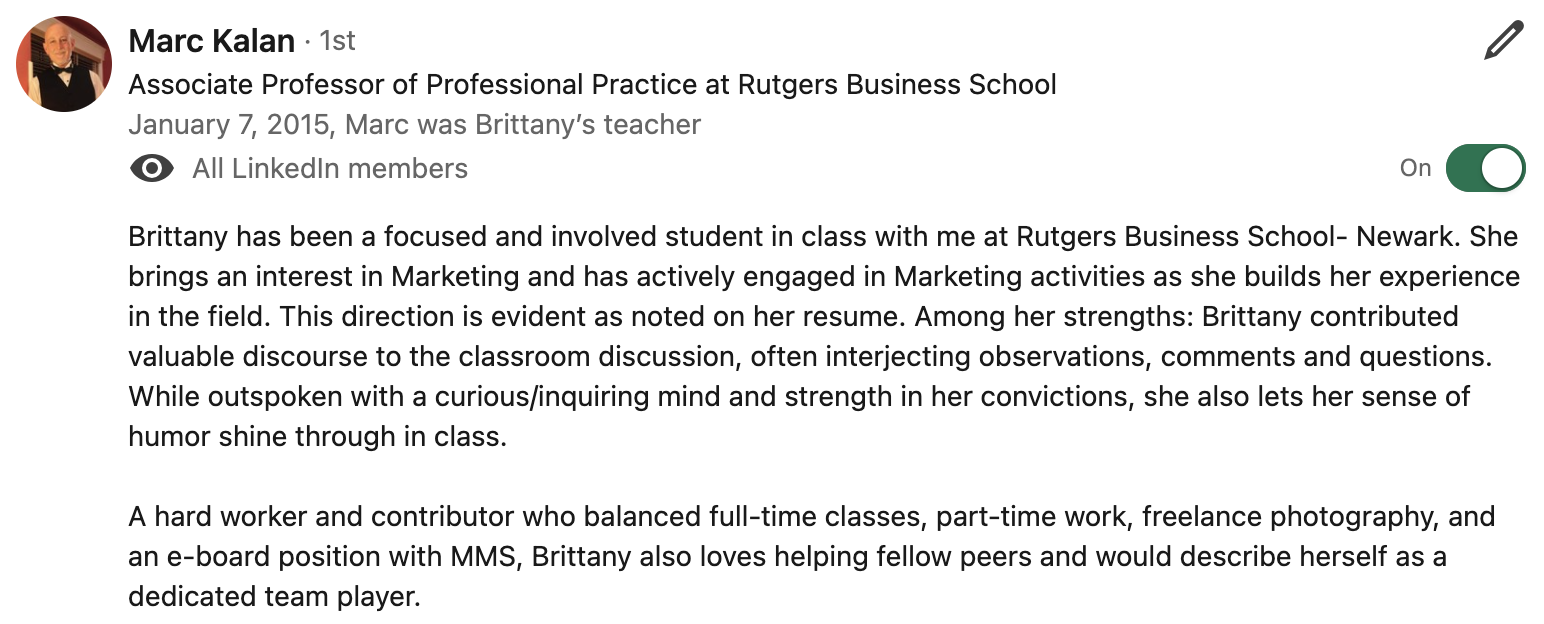 Marc Kalan · 1st
Associate Professor of Professional Practice at Rutgers Business School
January 7, 2015, Marc was Brittany’s teacher
All LinkedIn members
On
Brittany has been a focused and involved student in class with me at Rutgers Business School- Newark. She
brings an interest in Marketing and has actively engaged in Marketing activities as she builds her experience
in the field. This direction is evident as noted on her resume. Among her strengths: Brittany contributed
valuable discourse to the classroom discussion, often interjecting observations, comments and questions.
While outspoken with a curious/inquiring mind and strength in her convictions, she also lets her sense of
humor shine through in class.
A hard worker and contributor who balanced full-time classes, part-time work, freelance photography, and
an e-board position with MMS, Brittany also loves helping fellow peers and would describe herself as a
dedicated team player.